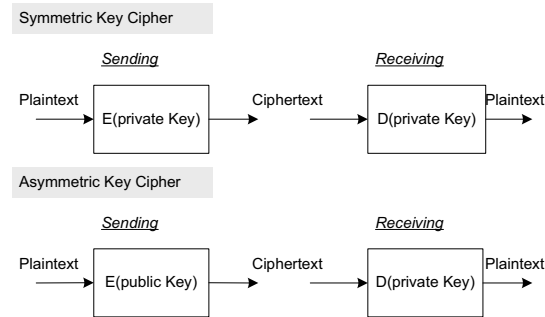 Symmetric Key Cipher
Sending
Receiving
Plaintext
E(private Key)
Ciphertext
D(private Key)
Plaintext
Asymmetric Key Cipher
Sending
Receiving
Plaintext
E(public Key)
Ciphertext
D(private Key)
Plaintext